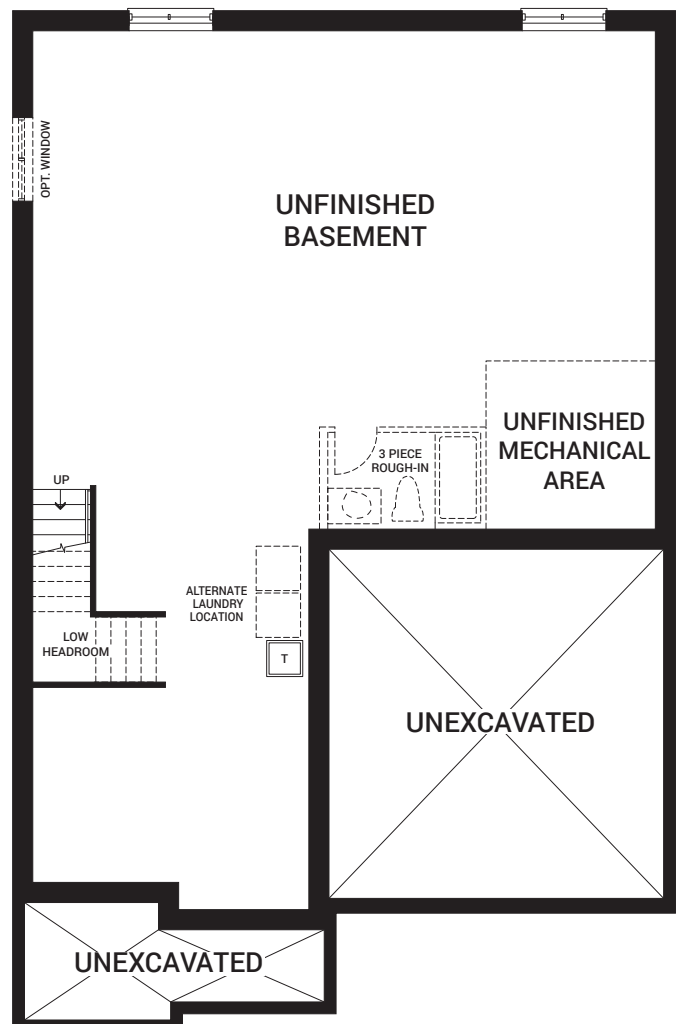 OPT. WINDOW
UNFINISHED
BASEMENT
UNFINISHED
MECHANICAL
AREA
3 PIECE
ROUGH-IN
UP
ALTERNATE
LAUNDRY
LOCATION
LOW
HEADROOM
T
UNEXCAVATED
UNEXCAVATED